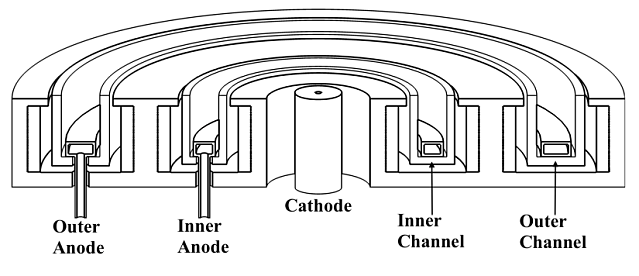 Outer
Anode
Inner
Anode
Cathode
Inner
Channel
Outer
Channel